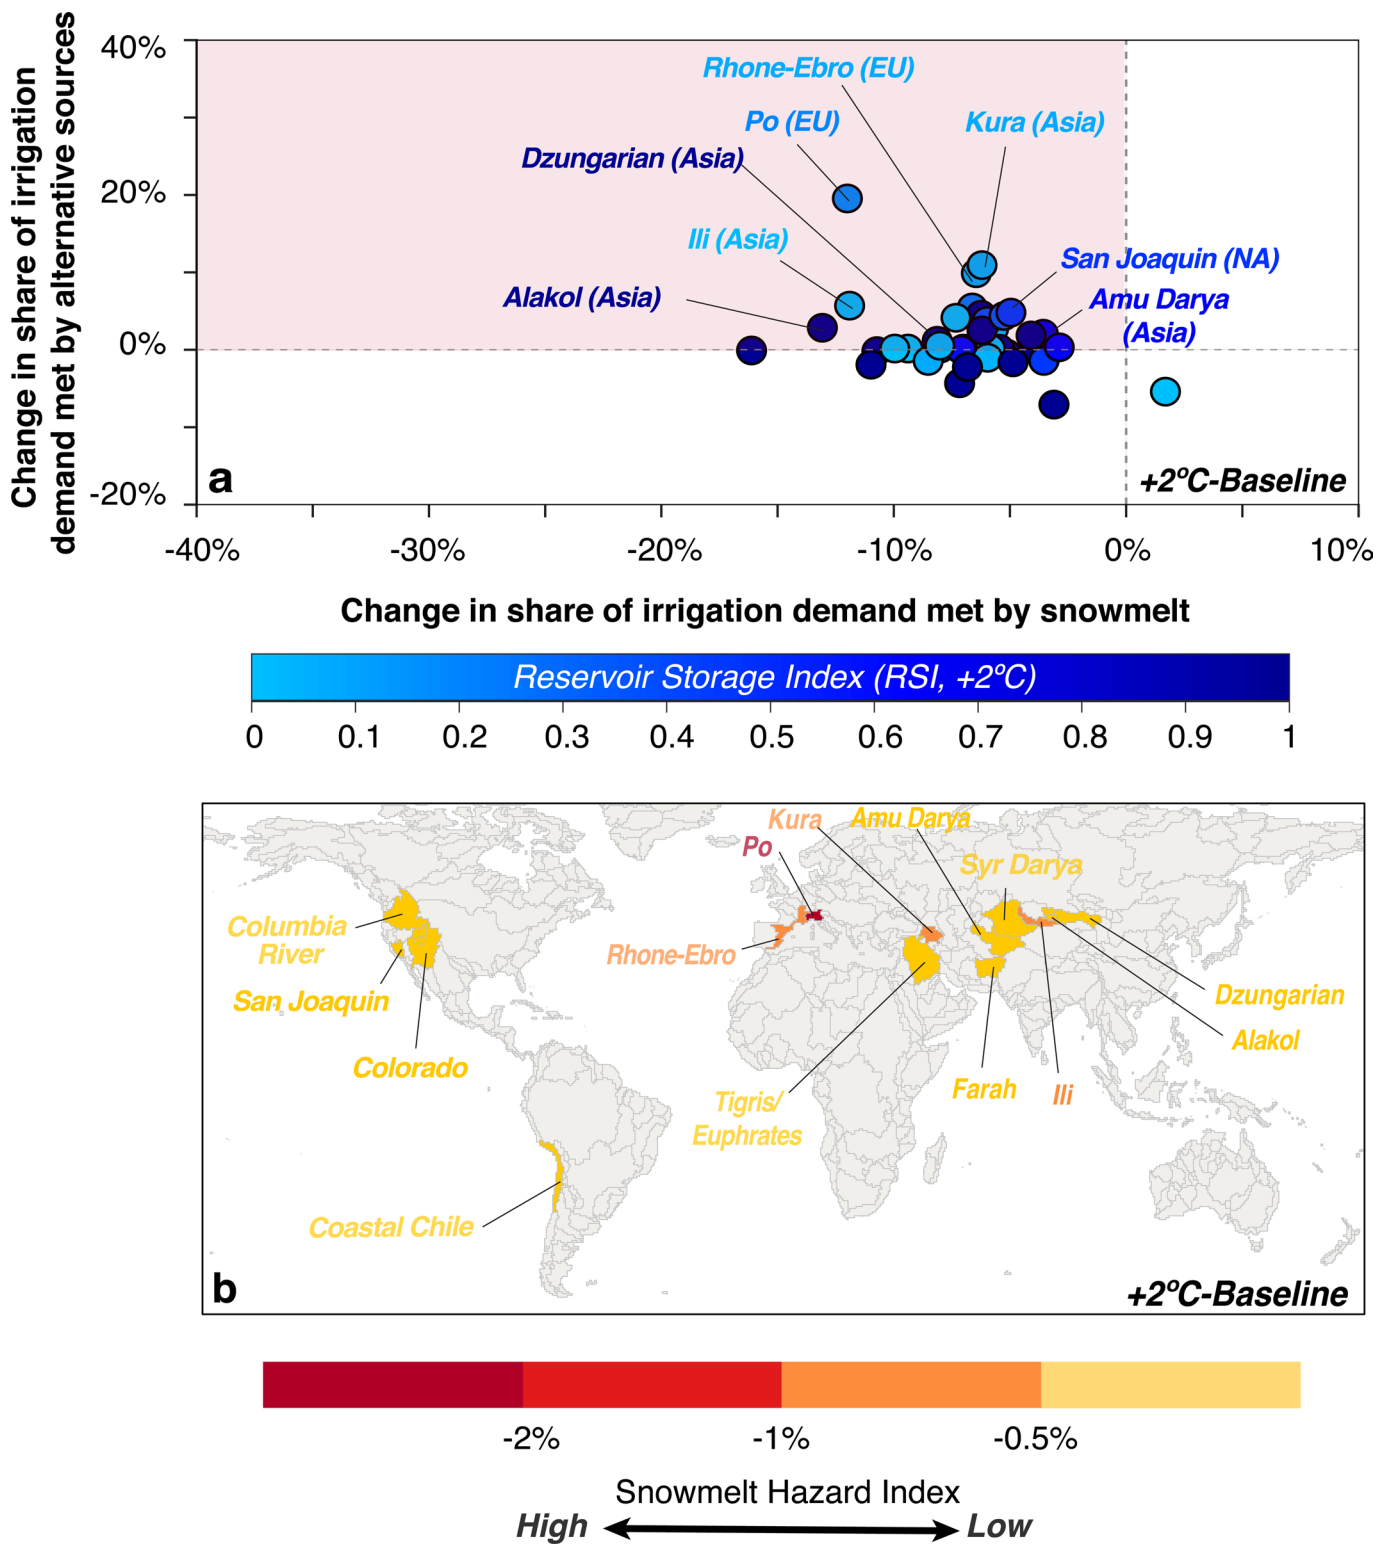 Change in share of irrigation
demand met by alternative sources
40%
20%
0%
-20%
Rhone-Ebro (EU)
Po (EU)
Kura (Asia)
Dzungarian (Asia)
Ili (Asia)
San Joaquin (NA)
Alakol (Asia)
Amu Darya
(Asia)
a
+2ºC-Baseline
-40%
-30%
-20%
-10%
0%
10%
Change in share of irrigation demand met by snowmelt
Reservoir Storage Index (RSI, +2ºC)
0
0.1
0.2
0.3
0.4
0.5
0.6
0.7
0.8
0.9
1
Kura
Amu Darya
Po
Syr Darya
Columbia
River
Rhone-Ebro
San Joaquin
Dzungarian
Alakol
Colorado
Farah
Ili
Tigris/
Euphrates
Coastal Chile
b
+2ºC-Baseline
-2%
-1%
-0.5%
Snowmelt Hazard Index
High
Low